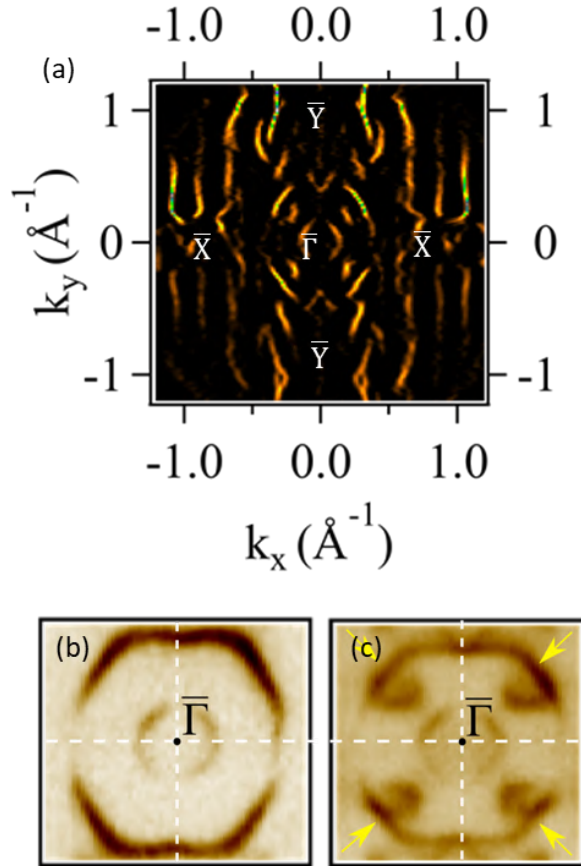 -1.0 0.0 1.0
(a)
1 Y̅ 1
k_y (Å⁻¹)
0 X̅ Γ̅ X̅ 0
-1 Y̅ -1
-1.0 0.0 1.0
k_x (Å⁻¹)
(b) (c)
Γ̅ Γ̅